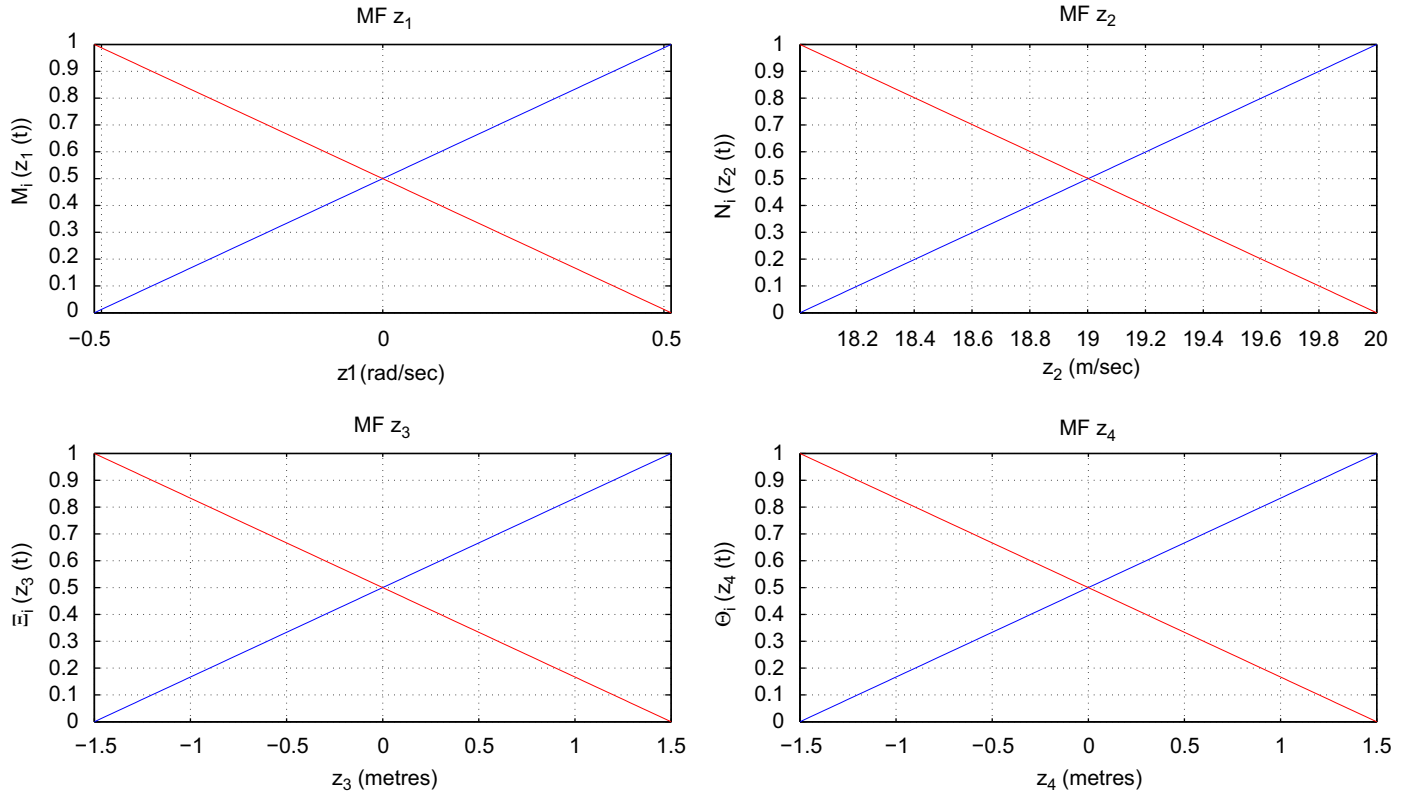 MF z₁
1
0.9
0.8
0.7
0.6
0.5
0.4
0.3
0.2
0.1
0
Mᵢ (z₁ (t))
−0.5 0 0.5
z1 (rad/sec)
MF z₂
1
0.9
0.8
0.7
0.6
0.5
0.4
0.3
0.2
0.1
0
Nᵢ (z₂ (t))
18.2 18.4 18.6 18.8 19 19.2 19.4 19.6 19.8 20
z₂ (m/sec)
MF z₃
1
0.9
0.8
0.7
0.6
0.5
0.4
0.3
0.2
0.1
0
Ξᵢ (z₃ (t))
−1.5 −1 −0.5 0 0.5 1 1.5
z₃ (metres)
MF z₄
1
0.9
0.8
0.7
0.6
0.5
0.4
0.3
0.2
0.1
0
Θᵢ (z₄ (t))
−1.5 −1 −0.5 0 0.5 1 1.5
z₄ (metres)